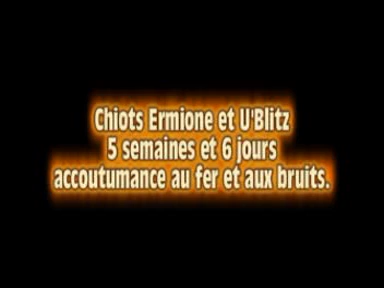 Chiots Ermione et U'Blitz
5 semaines et 6 jours
accoutumance au fer et aux bruits.